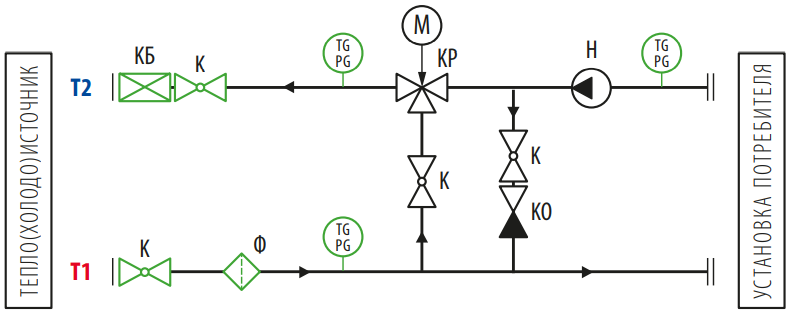 ТЕПЛО(ХОЛОДО)ИСТОЧНИК
T2
КБ
К
TG
PG
М
КР
Н
TG
PG
К
К
КО
T1
К
Ф
TG
PG
УСТАНОВКА ПОТРЕБИТЕЛЯ